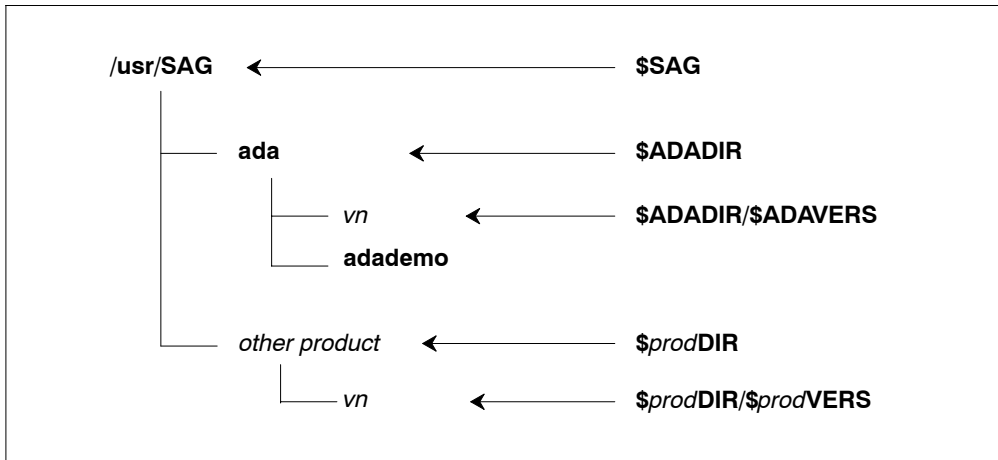 /usr/SAG $SAG
ada $ADADIR
vn $ADADIR/$ADAVERS
adademo
other product $prodDIR
vn $prodDIR/$prodVERS